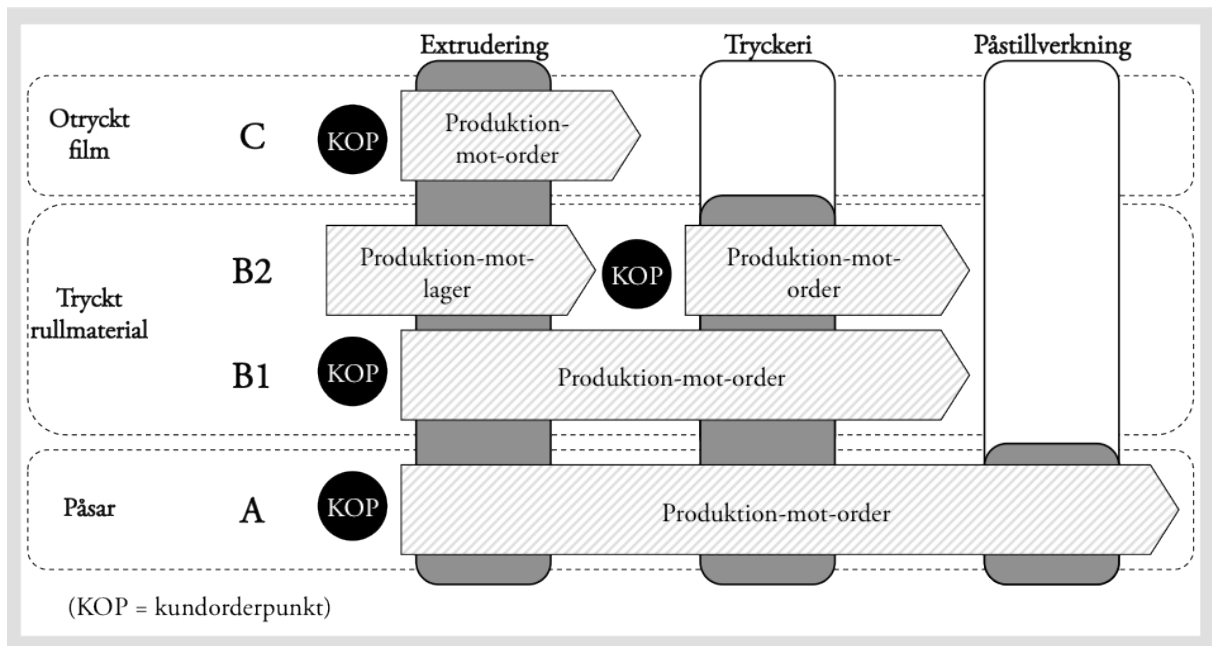 Extrudering
Tryckeri
Påstillverkning
Otryckt
film
C
KOP
Produktion-
mot-order
Tryckt
rullmaterial
B2
Produktion-mot-
lager
KOP
Produktion-mot-
order
B1
KOP
Produktion-mot-order
Påsar
A
KOP
Produktion-mot-order
(KOP = kundorderpunkt)